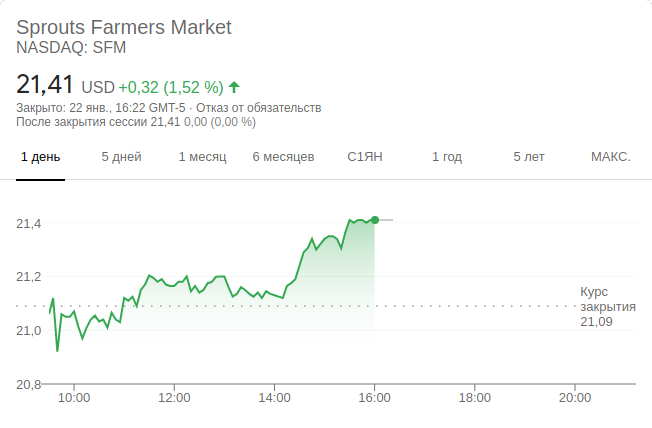 Sprouts Farmers Market
NASDAQ: SFM
21,41 USD +0,32 (1,52 %)
Закрыто: 22 янв., 16:22 GMT-5 · Отказ от обязательств
После закрытия сессии 21,41 0,00 (0,00 %)
1 день 5 дней 1 месяц 6 месяцев С1ЯН 1 год 5 лет МАКС.
21,4
21,2
Курс
закрытия
21,09
21,0
20,8
10:00 12:00 14:00 16:00 18:00 20:00